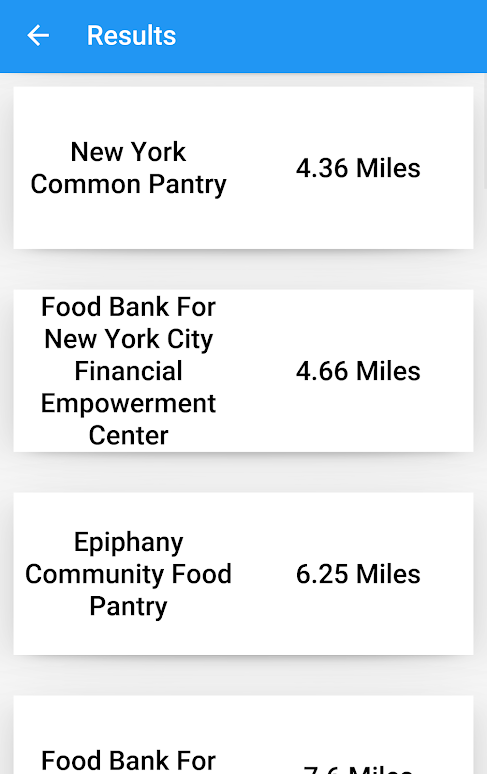 Results
New York
Common Pantry
4.36 Miles
Food Bank For
New York City
Financial
Empowerment
Center
4.66 Miles
Epiphany
Community Food
Pantry
6.25 Miles
Food Bank For
7.6 Miles